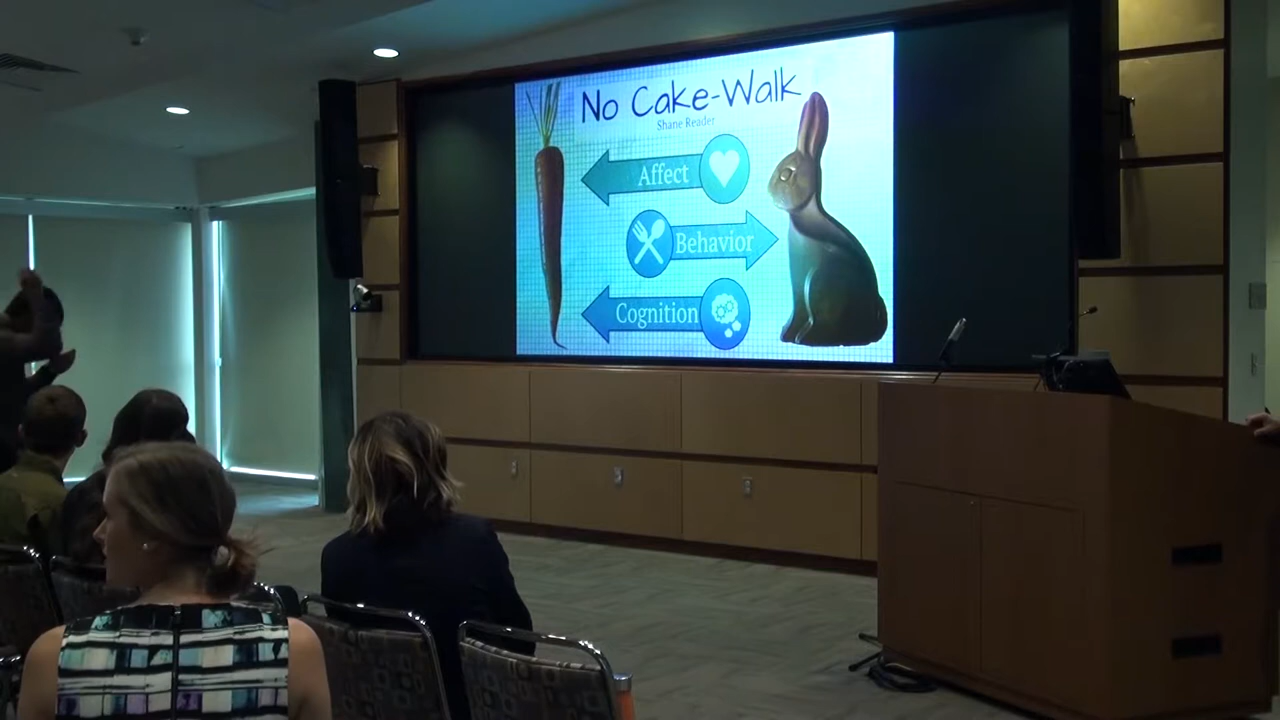 No Cake-Walk
Shane Reader
Affect
Behavior
Cognition